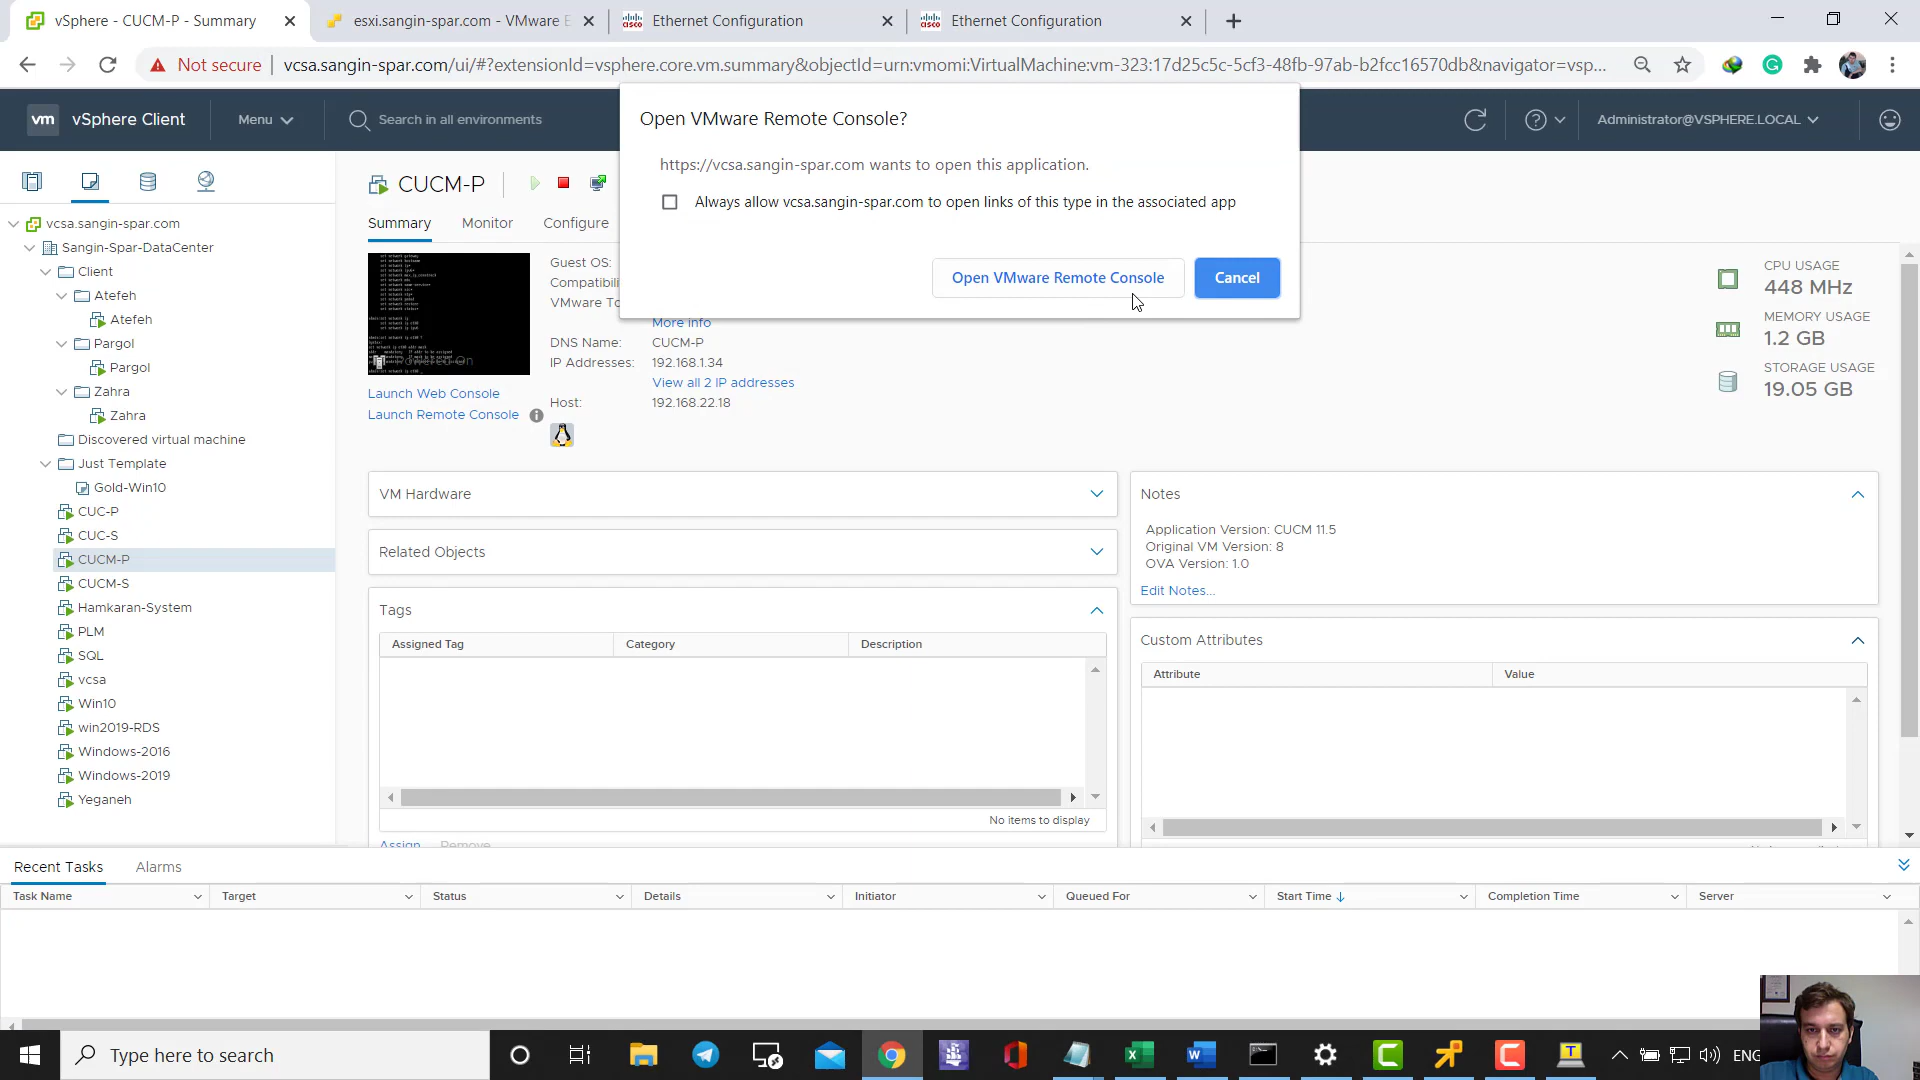 vSphere - CUCM-P - Summary
esxi.sangin-spar.com - VMware E
Ethernet Configuration
Ethernet Configuration
Not secure
vcsa.sangin-spar.com/ui/#?extensionId=vsphere.core.vm.summary&objectId=urn:vmomi:VirtualMachine:vm-323:17d25c5c-5cf3-48fb-97ab-b2fcc16570db&navigator=vsp...
vm vSphere Client
Menu
Search in all environments
Administrator@VSPHERE.LOCAL
Open VMware Remote Console?
https://vcsa.sangin-spar.com wants to open this application.
Always allow vcsa.sangin-spar.com to open links of this type in the associated app
Open VMware Remote Console
Cancel
vcsa.sangin-spar.com
Sangin-Spar-DataCenter
Client
Atefeh
Atefeh
Pargol
Pargol
Zahra
Zahra
Discovered virtual machine
Just Template
Gold-Win10
CUC-P
CUC-S
CUCM-P
CUCM-S
Hamkaran-System
PLM
SQL
vcsa
Win10
win2019-RDS
Windows-2016
Windows-2019
Yeganeh
CUCM-P
Summary
Monitor
Configure
Powered On
Launch Web Console
Launch Remote Console
Guest OS:
Compatibili
VMware To
More info
DNS Name: CUCM-P
IP Addresses: 192.168.1.34
View all 2 IP addresses
Host: 192.168.22.18
CPU USAGE
448 MHz
MEMORY USAGE
1.2 GB
STORAGE USAGE
19.05 GB
VM Hardware
Related Objects
Tags
Assigned Tag
Category
Description
No items to display
Assign
Remove
Notes
Application Version: CUCM 11.5
Original VM Version: 8
OVA Version: 1.0
Edit Notes...
Custom Attributes
Attribute
Value
Recent Tasks
Alarms
Task Name
Target
Status
Details
Initiator
Queued For
Start Time
Completion Time
Server
Type here to search
ENG